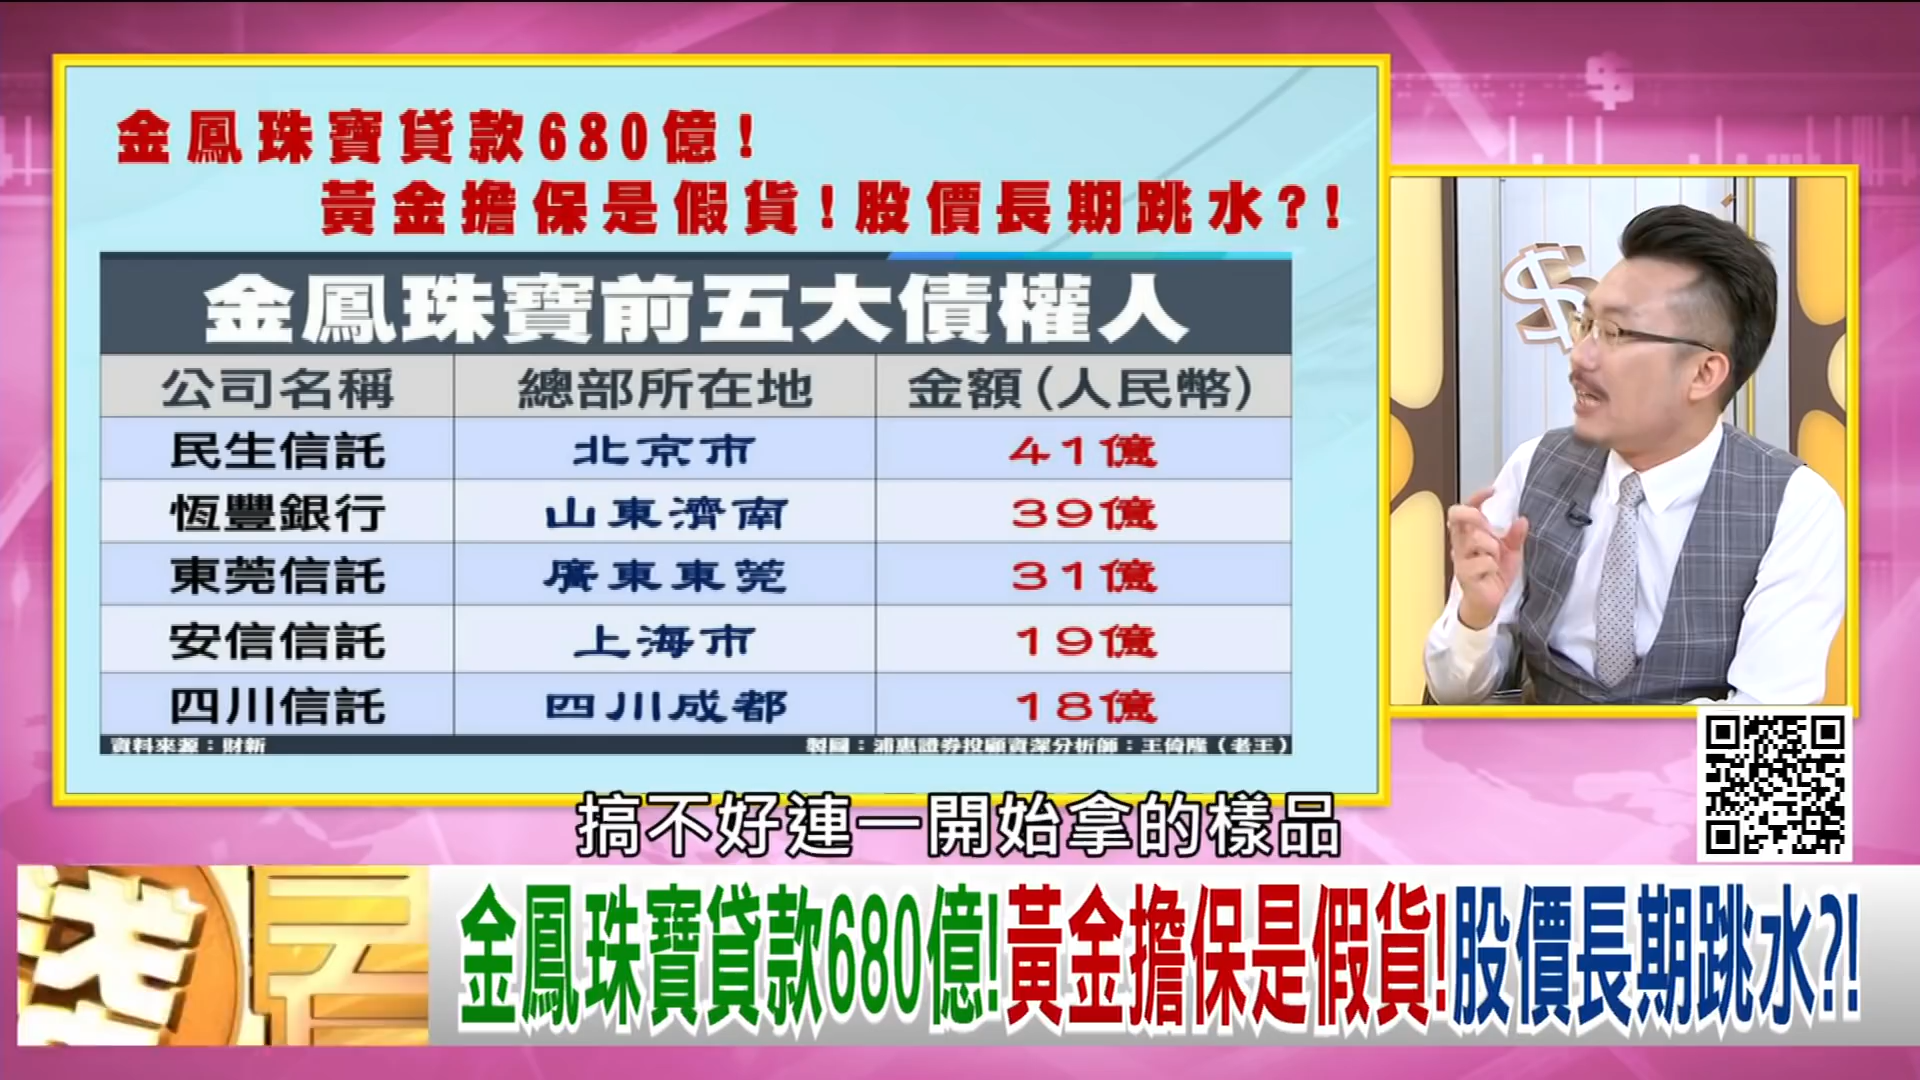 金鳳珠寶貸款680億!
黃金擔保是假貨!股價長期跳水?!
金鳳珠寶前五大債權人
公司名稱 總部所在地 金額(人民幣)
民生信託 北京市 41億
恆豐銀行 山東濟南 39億
東莞信託 廣東東莞 31億
安信信託 上海市 19億
四川信託 四川成都 18億
資料來源:財新 製圖:浦惠證券投顧資深分析師:王倚隆(老王)
搞不好連一開始拿的樣品
金鳳珠寶貸款680億!黃金擔保是假貨!股價長期跳水?!